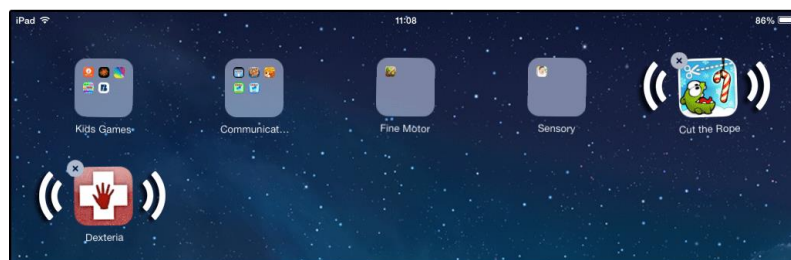 iPad 11:08 86%
Kids Games Communicat... Fine Motor Sensory Cut the Rope
Dexteria